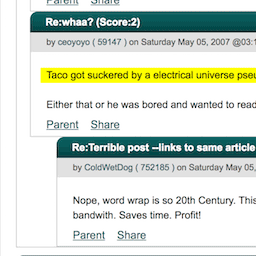 Parent Share
Re:whaa? (Score:2)
by ceoyoyo ( 59147 ) on Saturday May 05, 2007 @03:1
Taco got suckered by a electrical universe pseu
Either that or he was bored and wanted to read
Parent Share
Re:Terrible post --links to same article
by ColdWetDog ( 752185 ) on Saturday May 05,
Nope, word wrap is so 20th Century. This
bandwith. Saves time. Profit!
Parent Share